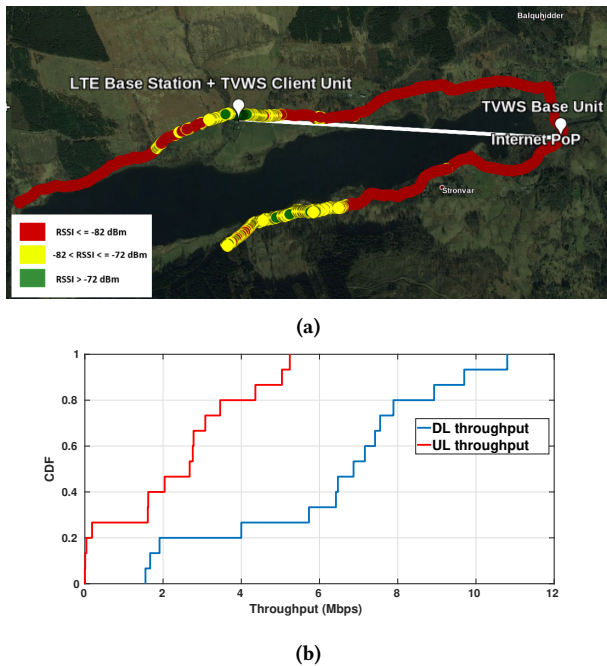 Balquhidder
LTE Base Station + TVWS Client Unit
TVWS Base Unit
Internet PoP
Stronvar
RSSI < = -82 dBm
-82 < RSSI < = -72 dBm
RSSI > -72 dBm
(a)
1
0.8
0.6
0.4
0.2
0
CDF
DL throughput
UL throughput
0 2 4 6 8 10 12
Throughput (Mbps)
(b)